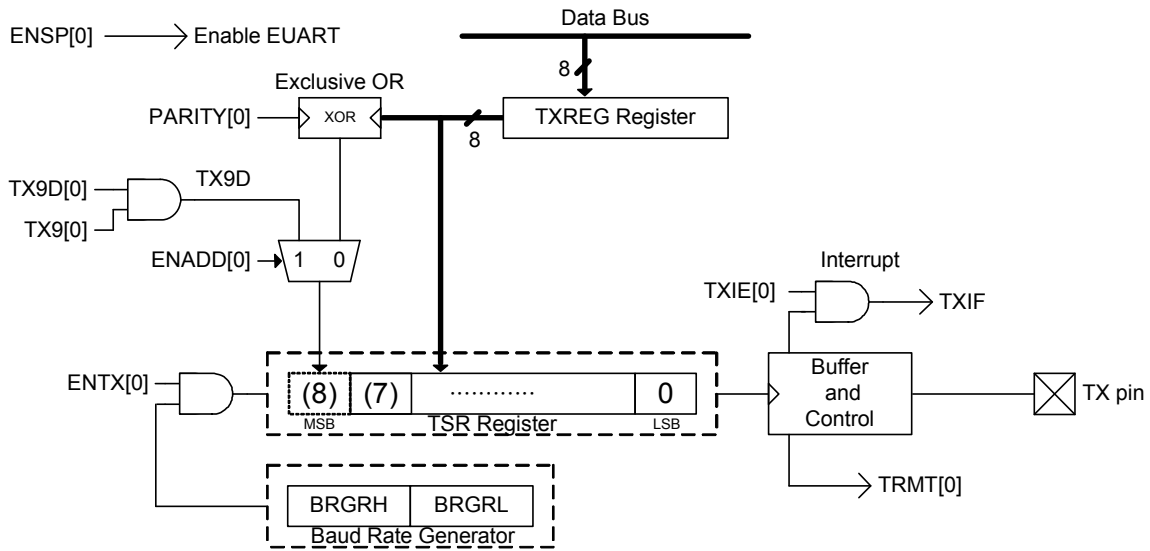 Data Bus
ENSP[0]
Enable EUART
8
Exclusive OR
PARITY[0]
XOR
TXREG Register
8
TX9D[0]
TX9D
TX9[0]
ENADD[0]
1 0
Interrupt
TXIE[0]
TXIF
ENTX[0]
(8) (7) ............ 0
MSB
TSR Register
LSB
Buffer
and
Control
TX pin
TRMT[0]
BRGRH BRGRL
Baud Rate Generator